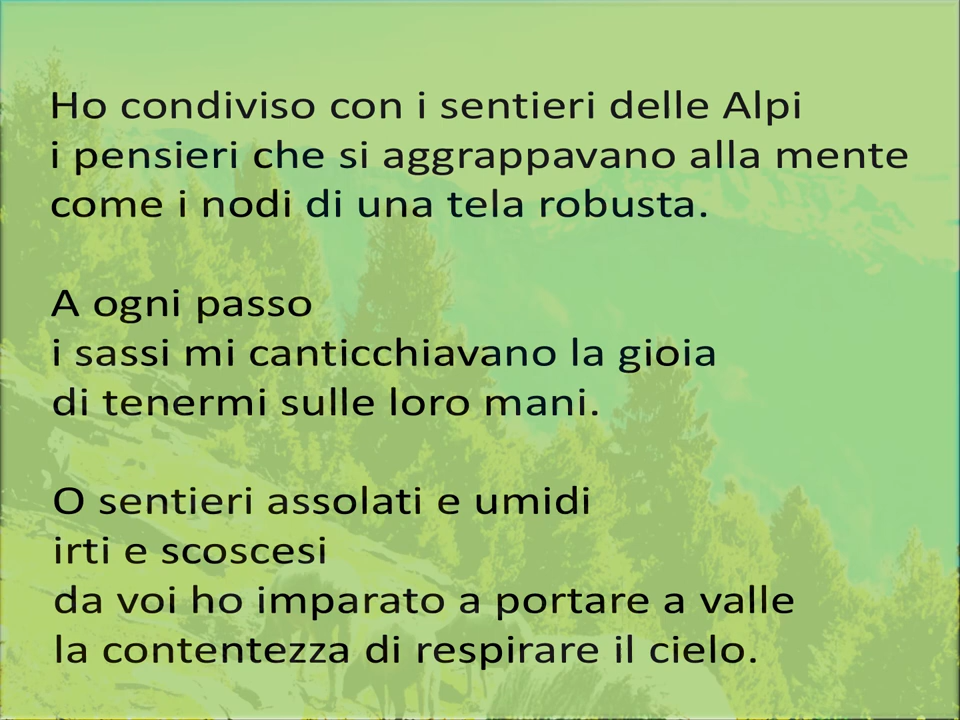 Ho condiviso con i sentieri delle Alpi
i pensieri che si aggrappavano alla mente
come i nodi di una tela robusta.

A ogni passo
i sassi mi canticchiavano la gioia
di tenermi sulle loro mani.

O sentieri assolati e umidi
irti e scoscesi
da voi ho imparato a portare a valle
la contentezza di respirare il cielo.